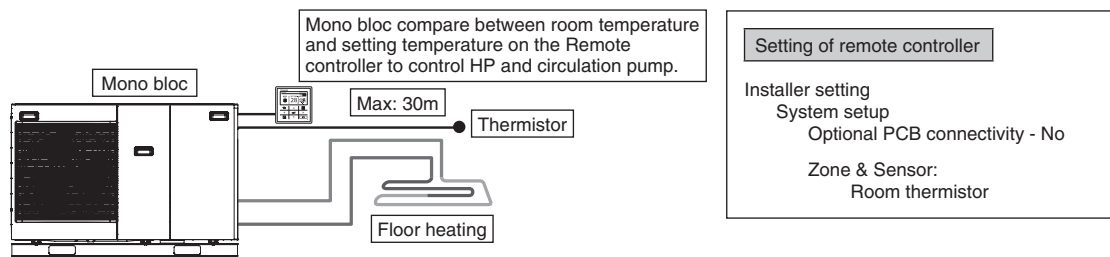 Mono bloc compare between room temperature
and setting temperature on the Remote
controller to control HP and circulation pump.
Mono bloc
Max: 30m
Thermistor
Floor heating
Setting of remote controller
Installer setting
System setup
Optional PCB connectivity - No
Zone & Sensor:
Room thermistor